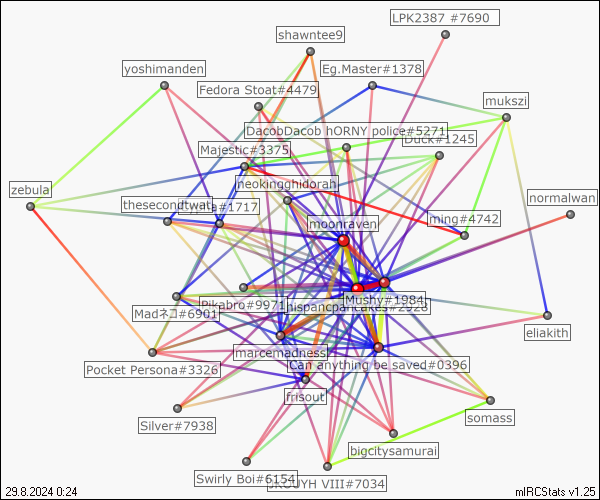 LPK2387 #7690
shawntee9
yoshimanden
Eg.Master#1378
Fedora Stoat#4479
mukszi
DacobDacob hORNY police#5271
Duck#1245
Majestic#3375
neokingghidorah
zebula
normalwan
thesecondtwat
#1717
moonraven
ming#4742
Pikabro#9971
Mushy#1984
hispancpancakes#2928
Madネコ#6901
eliakith
marcemadness
Can anything be saved#0396
Pocket Persona#3326
frisout
somass
Silver#7938
bigcitysamurai
Swirly Boi#6154
VIII#7034
29.8.2024 0:24
mIRCStats v1.25